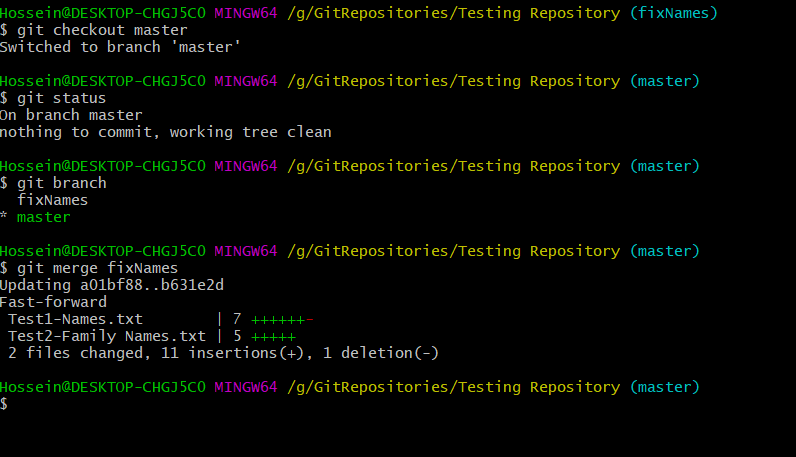 Hossein@DESKTOP-CHGJ5CO MINGW64 /g/GitRepositories/Testing Repository (fixNames)
$ git checkout master
Switched to branch 'master'
Hossein@DESKTOP-CHGJ5CO MINGW64 /g/GitRepositories/Testing Repository (master)
$ git status
On branch master
nothing to commit, working tree clean
Hossein@DESKTOP-CHGJ5CO MINGW64 /g/GitRepositories/Testing Repository (master)
$ git branch
  fixNames
* master
Hossein@DESKTOP-CHGJ5CO MINGW64 /g/GitRepositories/Testing Repository (master)
$ git merge fixNames
Updating a01bf88..b631e2d
Fast-forward
 Test1-Names.txt        | 7 ++++++-
 Test2-Family Names.txt | 5 +++++
 2 files changed, 11 insertions(+), 1 deletion(-)
Hossein@DESKTOP-CHGJ5CO MINGW64 /g/GitRepositories/Testing Repository (master)
$